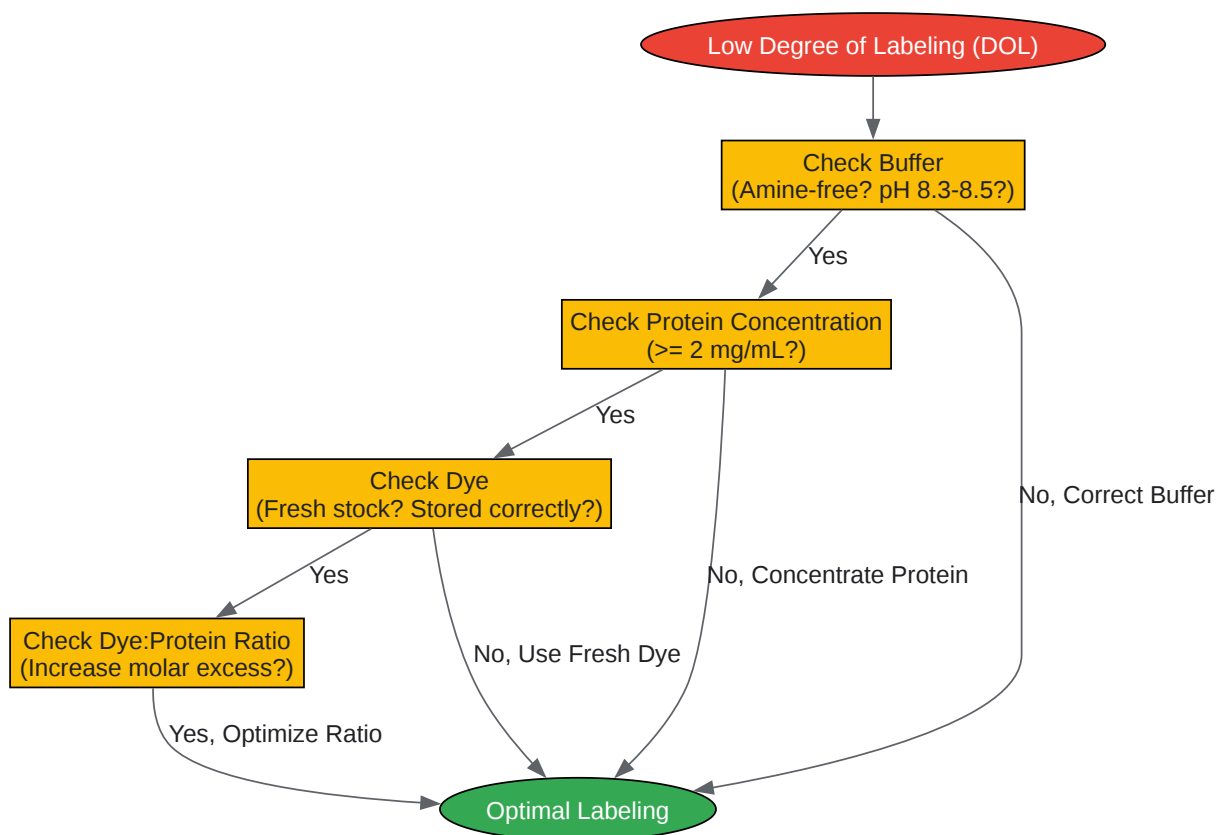 Low Degree of Labeling (DOL)
Check Buffer
(Amine-free? pH 8.3-8.5?)
Yes
Check Protein Concentration
(>= 2 mg/mL?)
Yes
Check Dye
(Fresh stock? Stored correctly?)
No, Correct Buffer
Yes
No, Concentrate Protein
Check Dye:Protein Ratio
(Increase molar excess?)
No, Use Fresh Dye
Yes, Optimize Ratio
Optimal Labeling